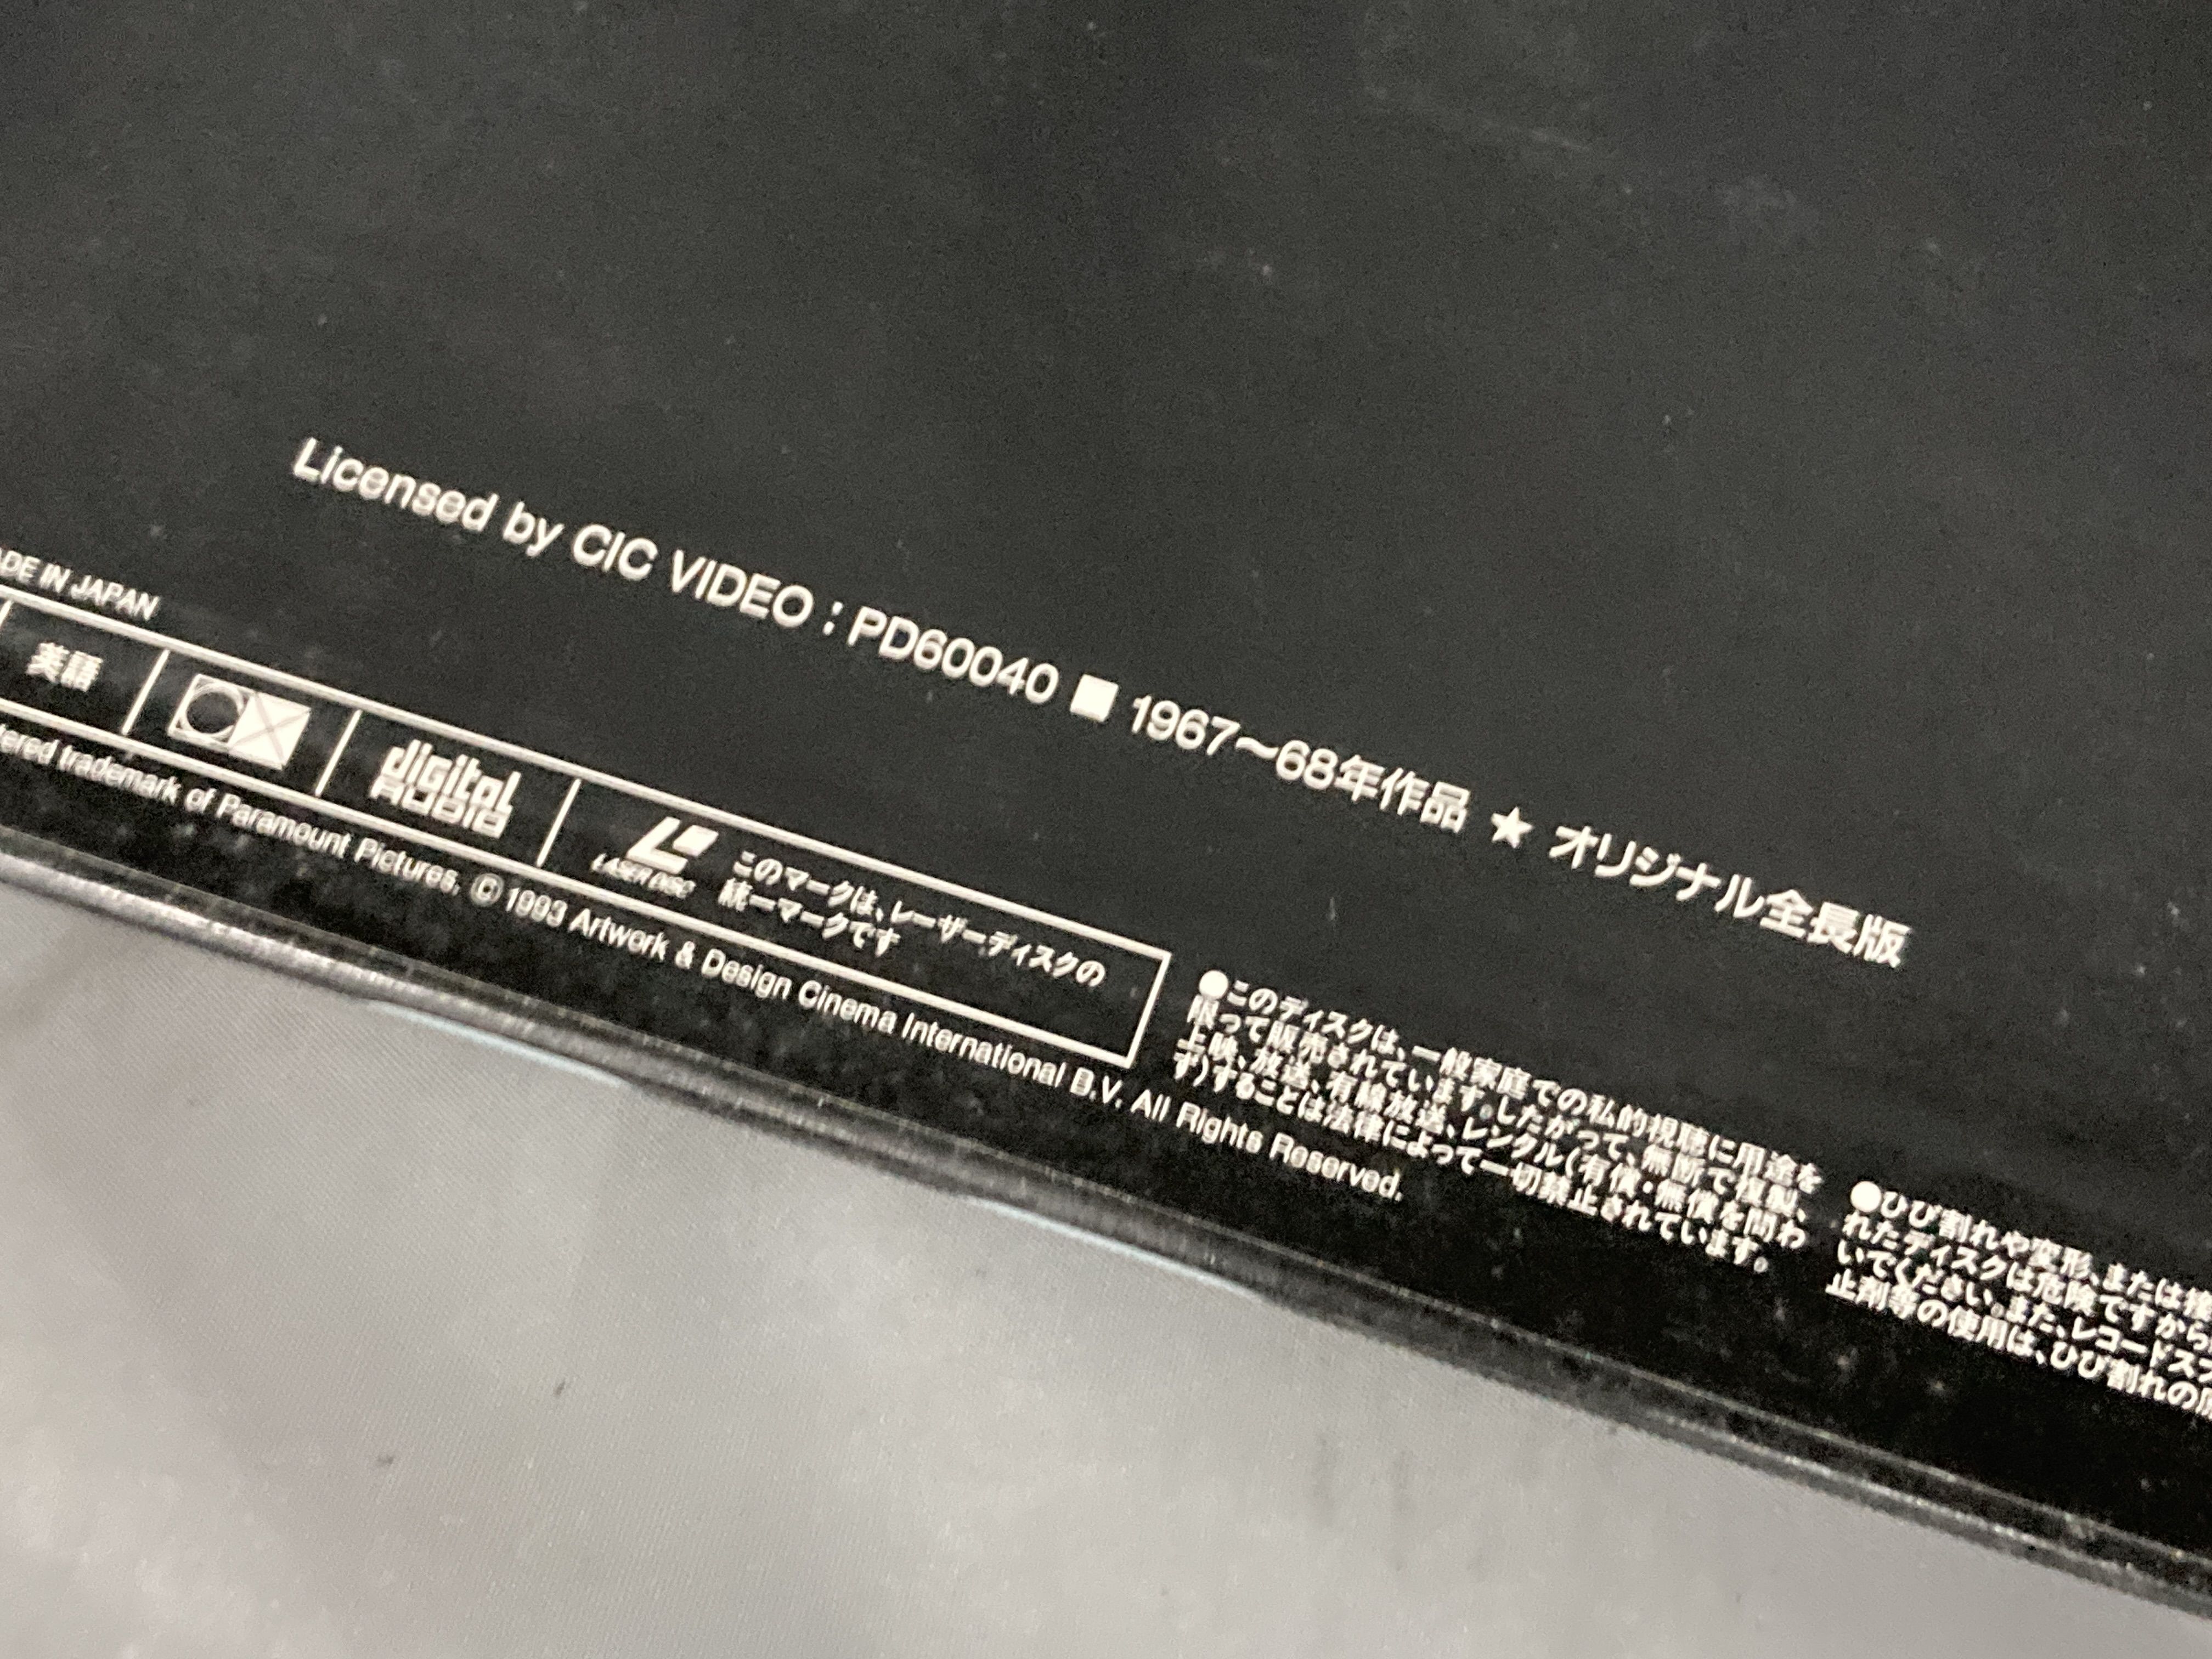 Licensed by CIC VIDEO：PD60040 ■ 1967～68年作品 ★ オリジナル全長版
ADE IN JAPAN
英語
digital AUDIO
LASER DISC
このマークは、レーザーディスクの
統一マークです
tered trademark of Paramount Pictures. © 1993 Artwork & Design Cinema International B.V. All Rights Reserved.
●このディスクは、一般家庭での私的視聴に用途を
限って販売されています。したがって、無断で複製、
上映、放送、有線放送、レンタル（有償・無償を問わ
ず）することは法律によって一切禁止されています。
●ひび割れや変形、または
れたディスクは危険ですから
いでください。また、レコードスプ
止剤等の使用は、ひび割れの原